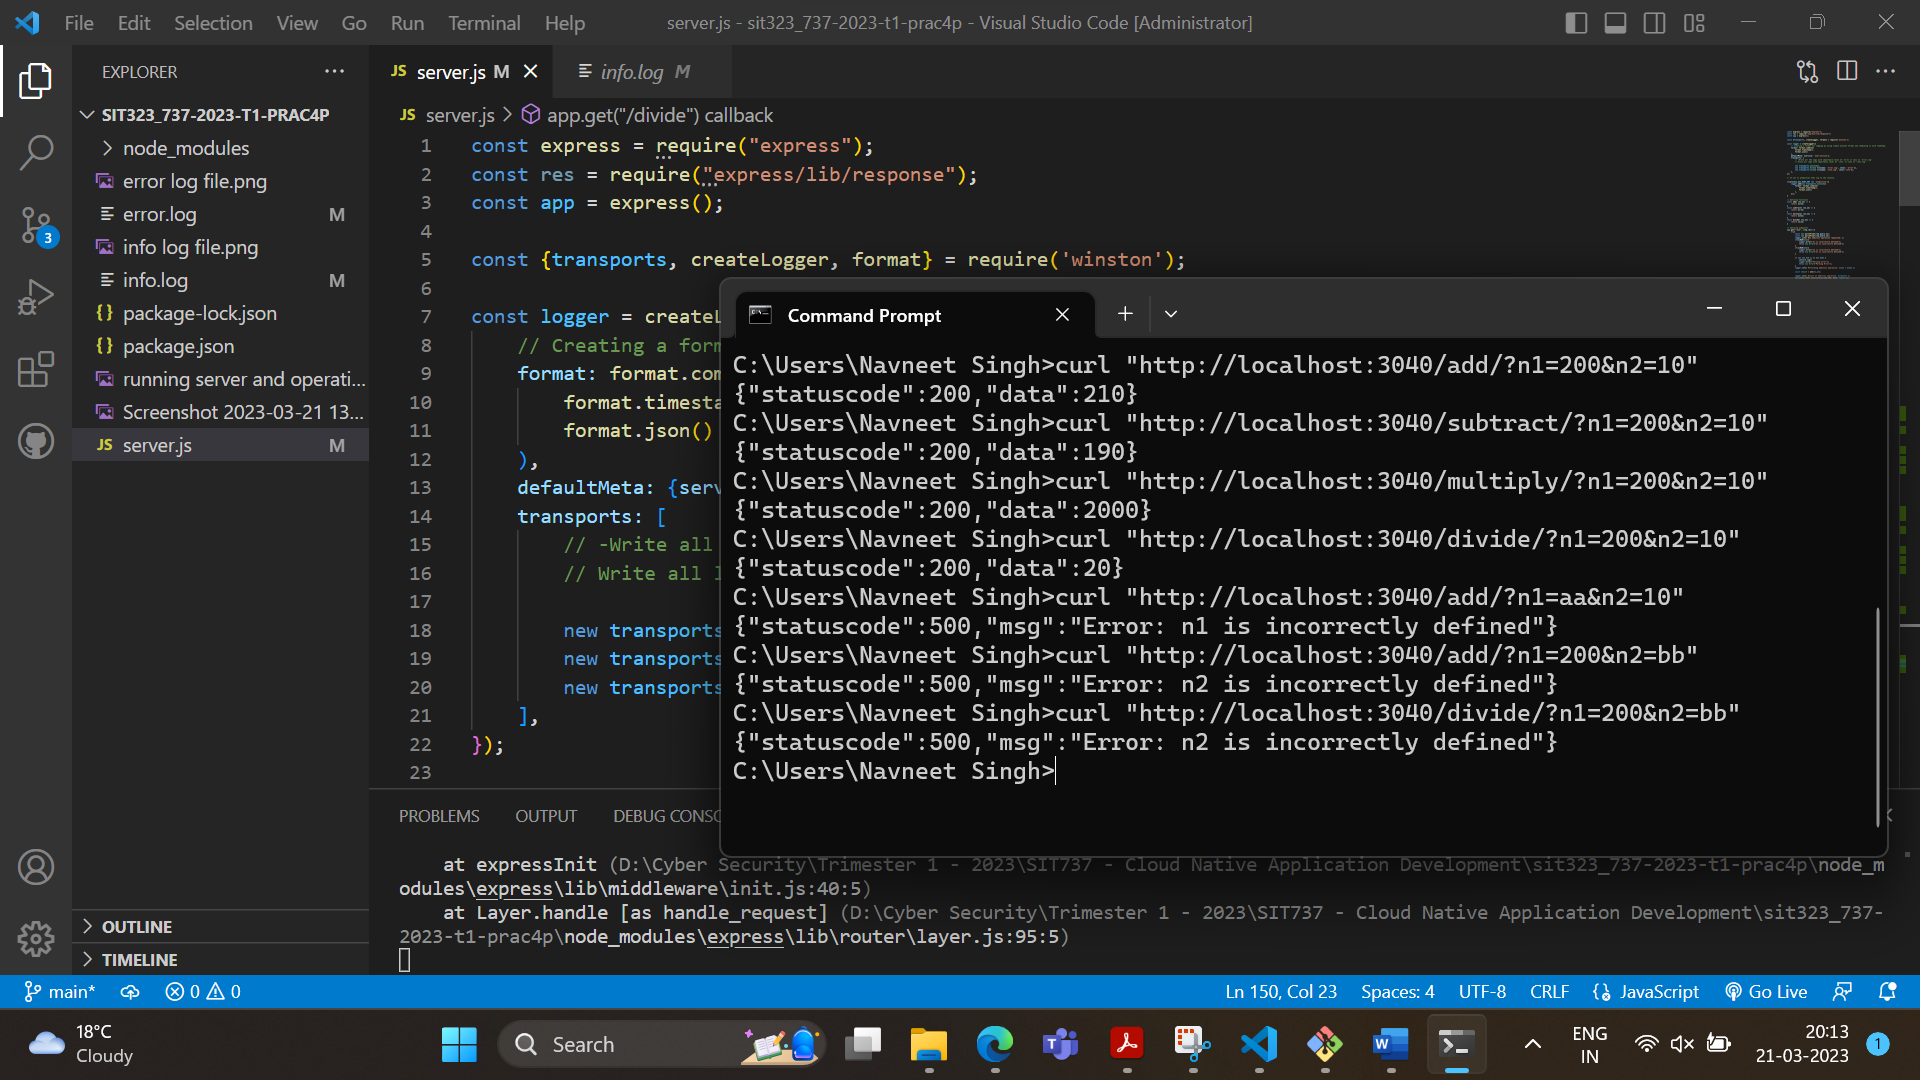 File Edit Selection View Go Run Terminal Help
server.js - sit323_737-2023-t1-prac4p - Visual Studio Code [Administrator]
EXPLORER
SIT323_737-2023-T1-PRAC4P
node_modules
error log file.png
error.log M
info log file.png
info.log M
package-lock.json
package.json
running server and operati...
Screenshot 2023-03-21 13...
server.js M
OUTLINE
TIMELINE
3
JS server.js M
info.log M
JS server.js > app.get("/divide") callback
1 const express = require("express");
2 const res = require("express/lib/response");
3 const app = express();
4
5 const {transports, createLogger, format} = require('winston');
6
7 const logger = createL
8 // Creating a form
9 format: format.com
10 format.timesta
11 format.json()
12 ),
13 defaultMeta: {serv
14 transports: [
15 // -Write all
16 // Write all l
17
18 new transports
19 new transports
20 new transports
21 ],
22 });
23
Command Prompt
C:\Users\Navneet Singh>curl "http://localhost:3040/add/?n1=200&n2=10"
{"statuscode":200,"data":210}
C:\Users\Navneet Singh>curl "http://localhost:3040/subtract/?n1=200&n2=10"
{"statuscode":200,"data":190}
C:\Users\Navneet Singh>curl "http://localhost:3040/multiply/?n1=200&n2=10"
{"statuscode":200,"data":2000}
C:\Users\Navneet Singh>curl "http://localhost:3040/divide/?n1=200&n2=10"
{"statuscode":200,"data":20}
C:\Users\Navneet Singh>curl "http://localhost:3040/add/?n1=aa&n2=10"
{"statuscode":500,"msg":"Error: n1 is incorrectly defined"}
C:\Users\Navneet Singh>curl "http://localhost:3040/add/?n1=200&n2=bb"
{"statuscode":500,"msg":"Error: n2 is incorrectly defined"}
C:\Users\Navneet Singh>curl "http://localhost:3040/divide/?n1=200&n2=bb"
{"statuscode":500,"msg":"Error: n2 is incorrectly defined"}
C:\Users\Navneet Singh>
PROBLEMS OUTPUT DEBUG CONSO
at expressInit (D:\Cyber Security\Trimester 1 - 2023\SIT737 - Cloud Native Application Development\sit323_737-2023-t1-prac4p\node_m
odules\express\lib\middleware\init.js:40:5)
at Layer.handle [as handle_request] (D:\Cyber Security\Trimester 1 - 2023\SIT737 - Cloud Native Application Development\sit323_737-
2023-t1-prac4p\node_modules\express\lib\router\layer.js:95:5)
main* 0 0 Ln 150, Col 23 Spaces: 4 UTF-8 CRLF JavaScript Go Live
18°C
Cloudy
Search
ENG
IN
20:13
21-03-2023
1